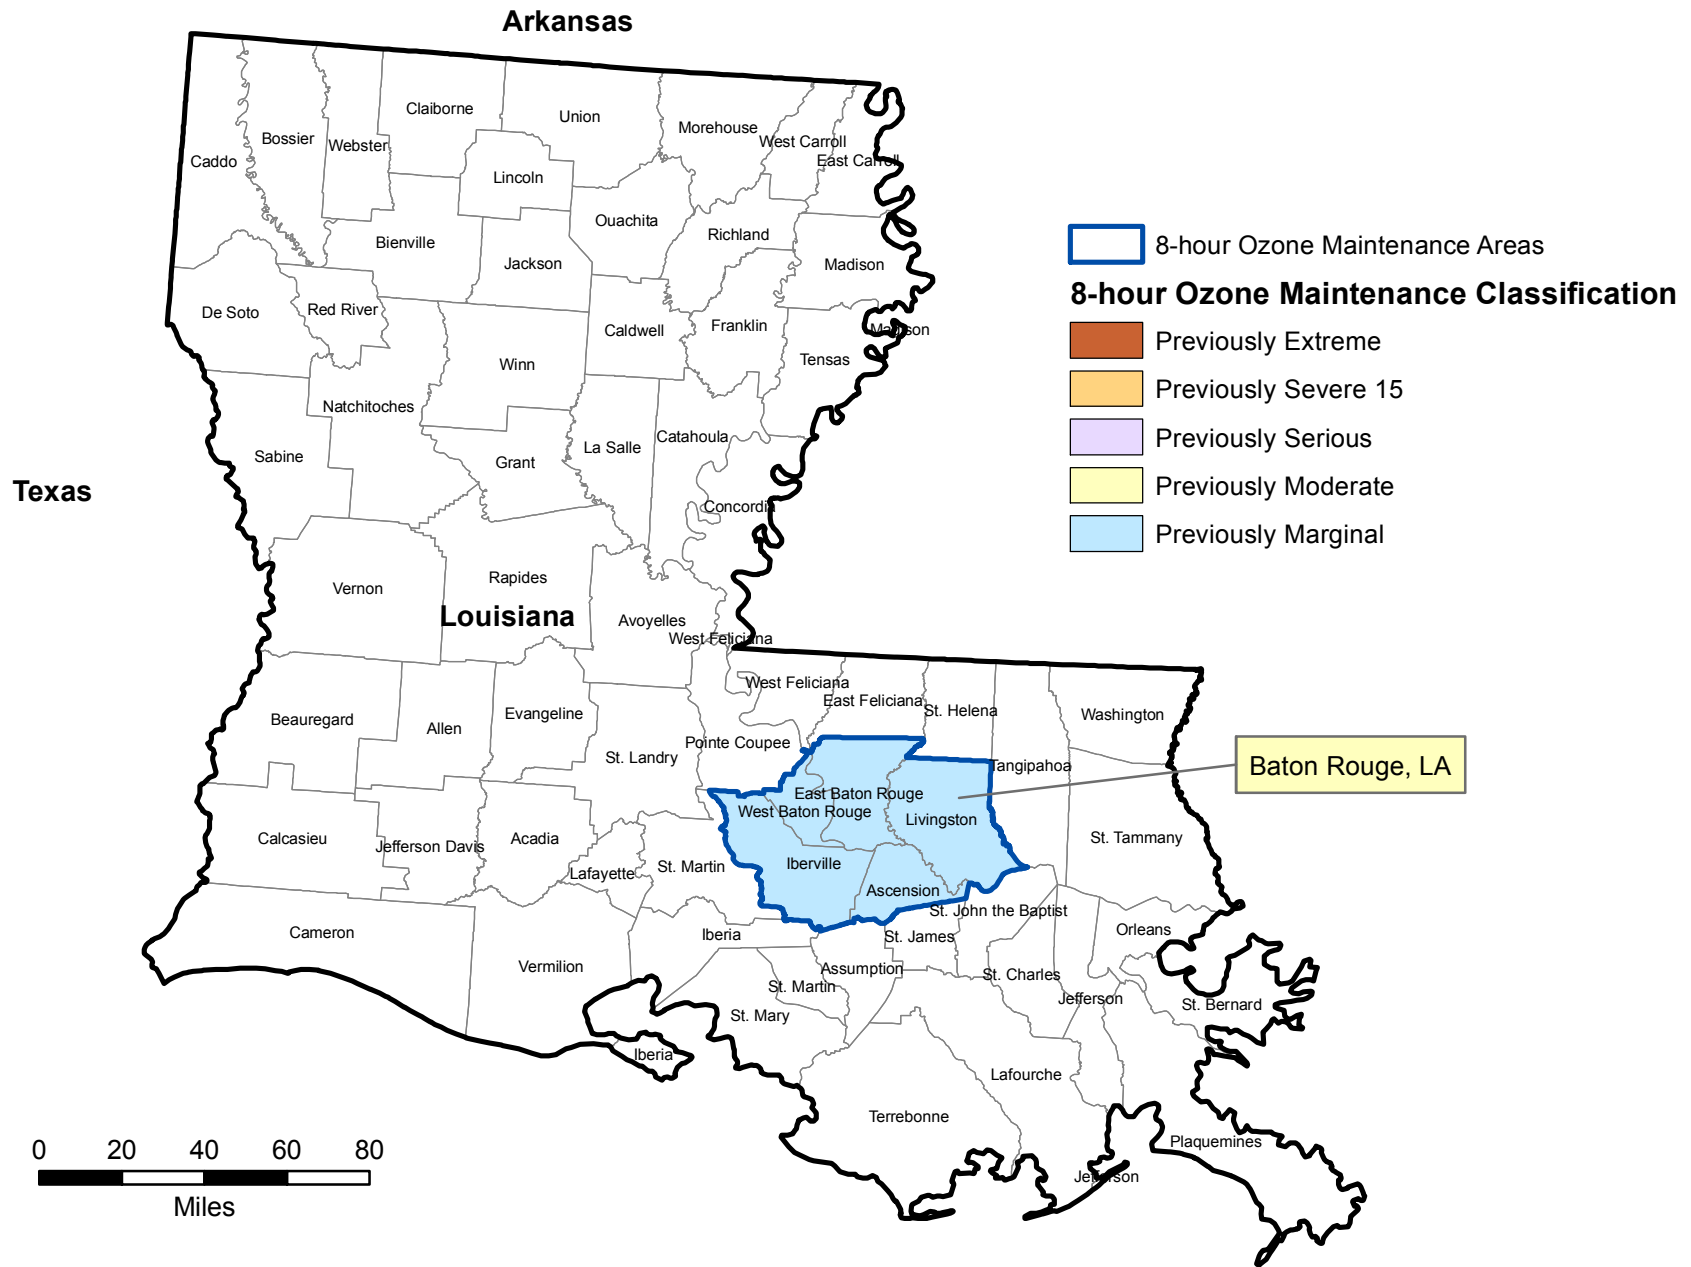 Arkansas
Claiborne
Union
Bossier
Morehouse
Webster
West Carroll
Caddo
East Carroll
Lincoln
Ouachita
Richland
Bienville
8-hour Ozone Maintenance Areas
Jackson
Madison
8-hour Ozone Maintenance Classification
De Soto
Red River
Caldwell
Franklin
Madison
Previously Extreme
Tensas
Winn
Previously Severe 15
Natchitoches
Catahoula
Previously Serious
La Salle
Sabine
Grant
Previously Moderate
Texas
Concordia
Previously Marginal
Rapides
Vernon
Louisiana
Avoyelles
West Feliciana
West Feliciana
East Feliciana
St. Helena
Washington
Beauregard
Evangeline
Allen
Pointe Coupee
St. Landry
Tangipahoa
Baton Rouge, LA
East Baton Rouge
West Baton Rouge
Livingston
Calcasieu
Jefferson Davis
Acadia
St. Tammany
Iberville
St. Martin
Lafayette
Ascension
St. John the Baptist
Cameron
Iberia
St. James
Orleans
Vermilion
Assumption
St. Charles
St. Martin
Jefferson
St. Bernard
St. Mary
Iberia
Lafourche
Terrebonne
Plaquemines
Jefferson
0 20 40 60 80
Miles